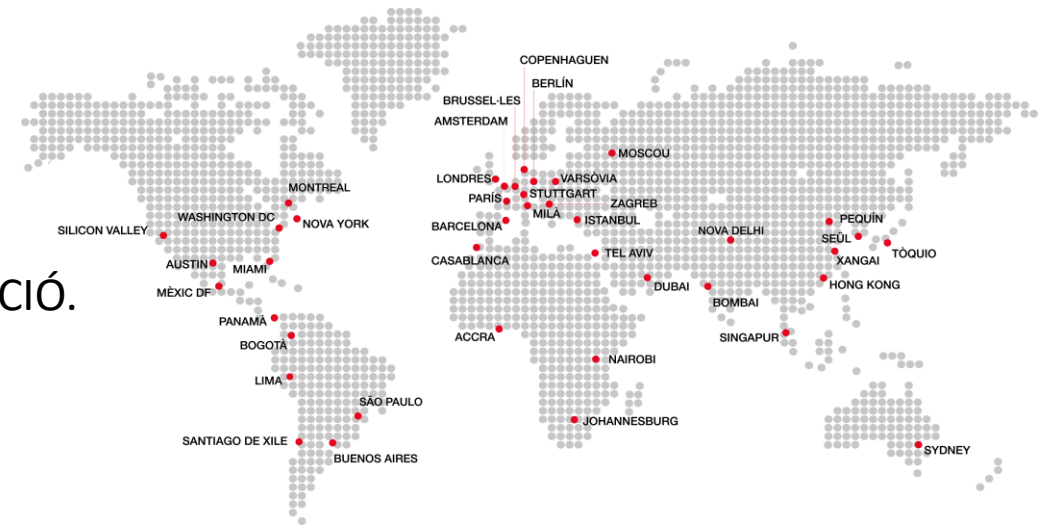 COPENHAGUEN
BERLÍN
BRUSSEL·LES
AMSTERDAM
MOSCOU
LONDRES
VARSÒVIA
STUTTGART
MONTREAL
PARÍS
ZAGREB
MILÀ
WASHINGTON DC
NOVA YORK
BARCELONA
ISTANBUL
PEQUÍN
SILICON VALLEY
NOVA DELHI
SEÜL
TÒQUIO
CASABLANCA
TEL AVIV
XANGAI
AUSTIN
MIAMI
DUBAI
HONG KONG
CIÓ.
MÈXIC DF
BOMBAI
PANAMÀ
ACCRA
SINGAPUR
BOGOTÀ
NAIROBI
LIMA
SÃO PAULO
JOHANNESBURG
SANTIAGO DE XILE
SYDNEY
BUENOS AIRES